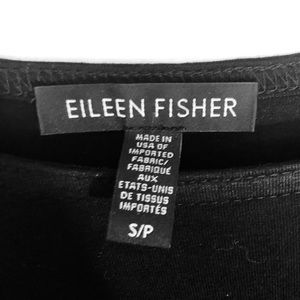 EILEEN FISHER
MADE IN
USA OF
IMPORTED
FABRIC/
FABRIQUÉ
AUX
ETATS-UNIS
DE TISSUS
IMPORTÉS
S/P